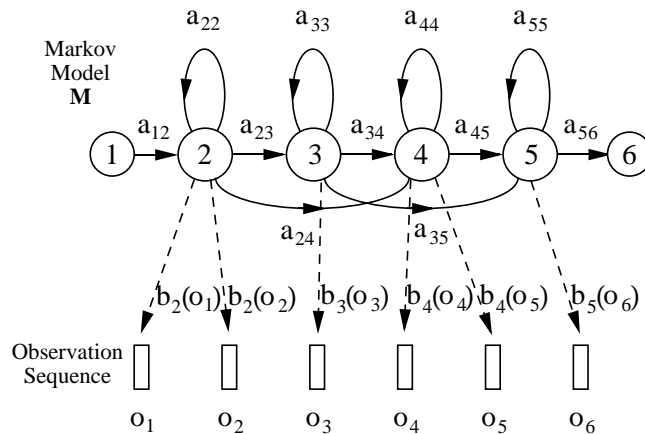 a22 a33 a44 a55
Markov
Model
M
a12 a23 a34 a45 a56
1 2 3 4 5 6
a24 a35
b2(o1) b2(o2) b3(o3) b4(o4) b4(o5) b5(o6)
Observation
Sequence
o1 o2 o3 o4 o5 o6